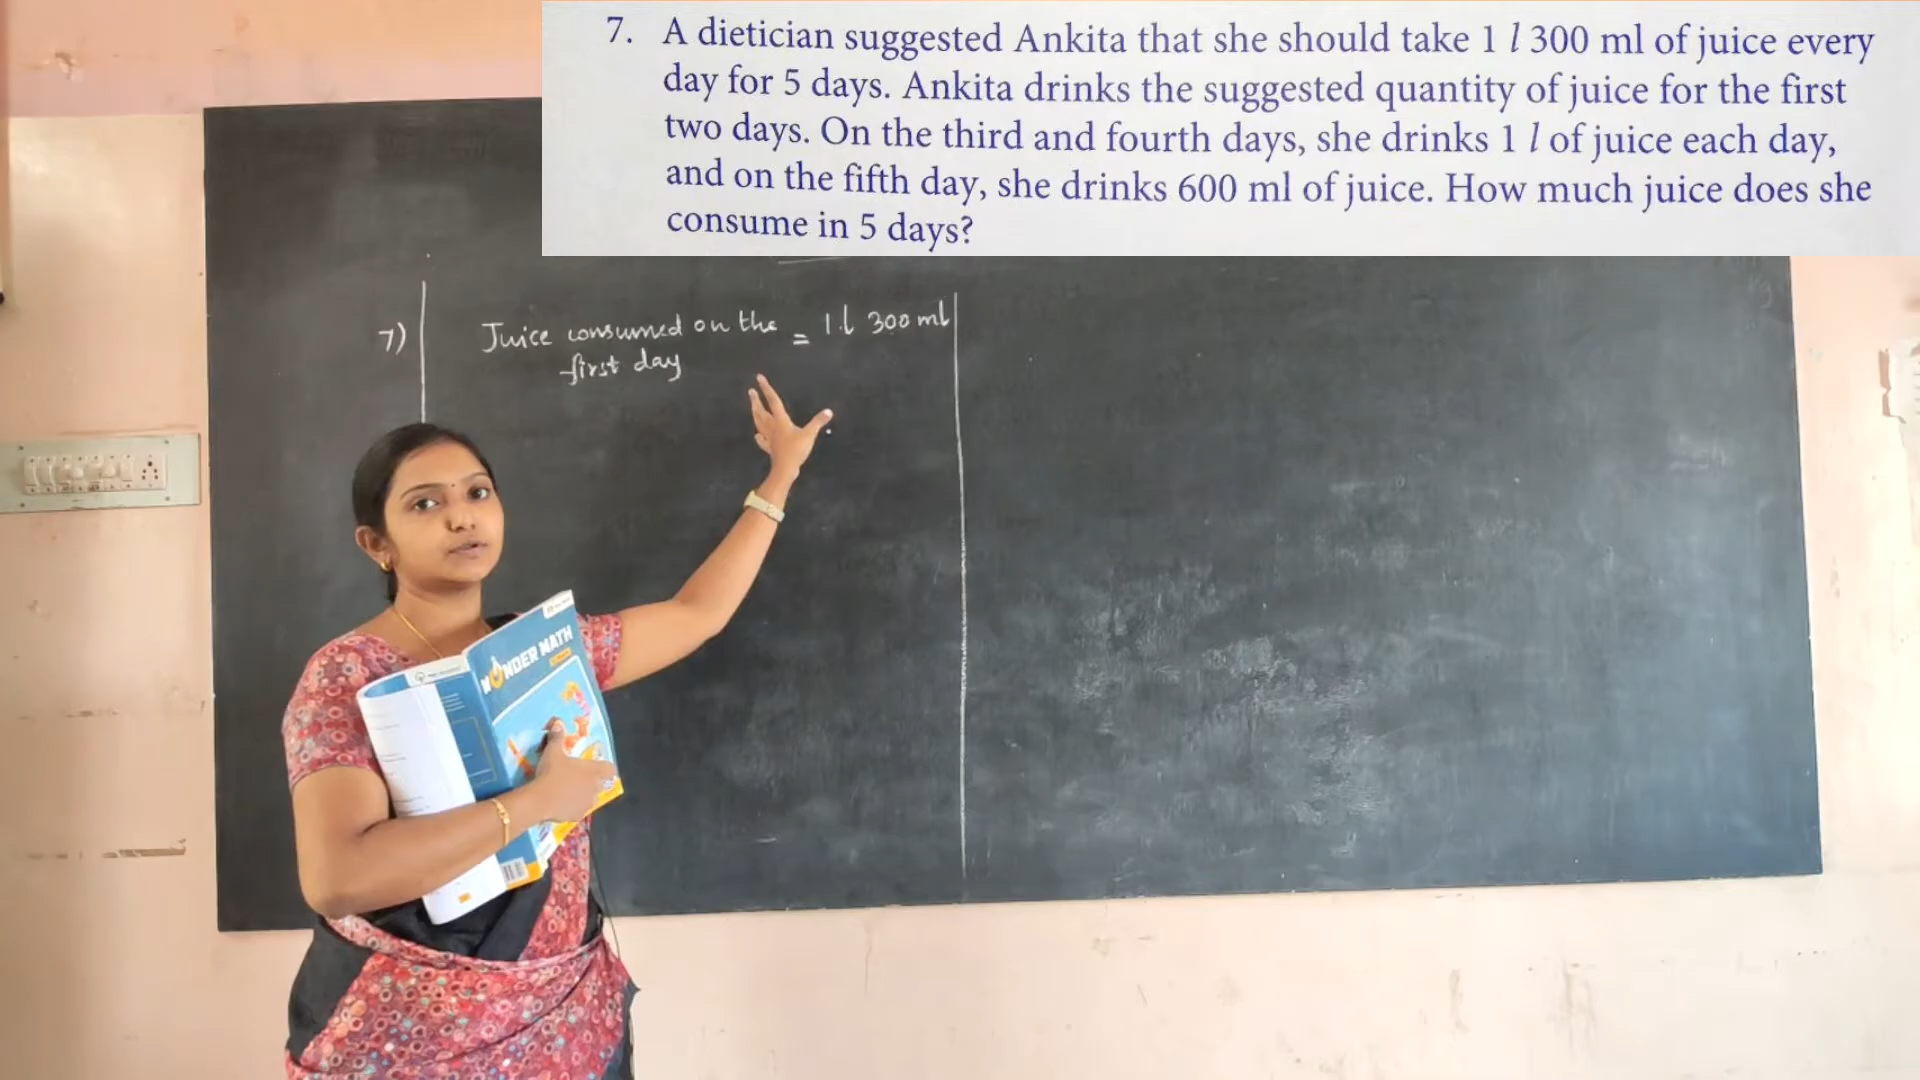 7. A dietician suggested Ankita that she should take 1 l 300 ml of juice every
day for 5 days. Ankita drinks the suggested quantity of juice for the first
two days. On the third and fourth days, she drinks 1 l of juice each day,
and on the fifth day, she drinks 600 ml of juice. How much juice does she
consume in 5 days?
7) Juice consumed on the = 1 l 300 ml
first day
WONDER MATH